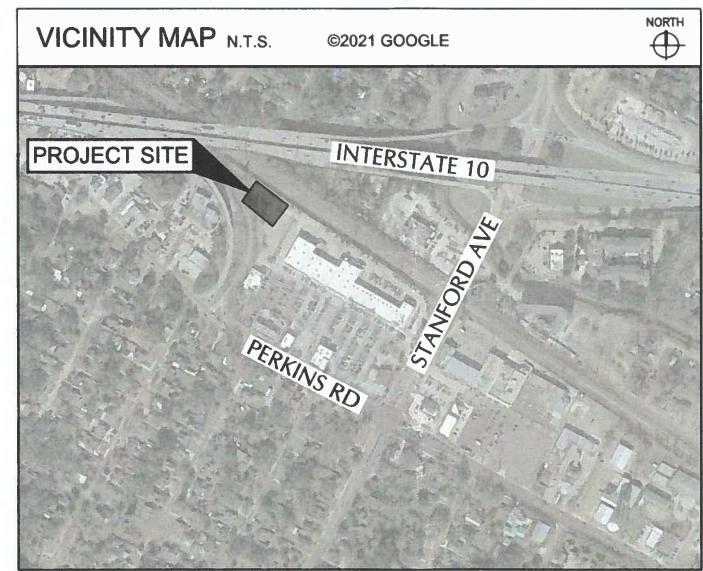 VICINITY MAP N.T.S. ©2021 GOOGLE
NORTH
PROJECT SITE
INTERSTATE 10
STANFORD AVE
PERKINS RD